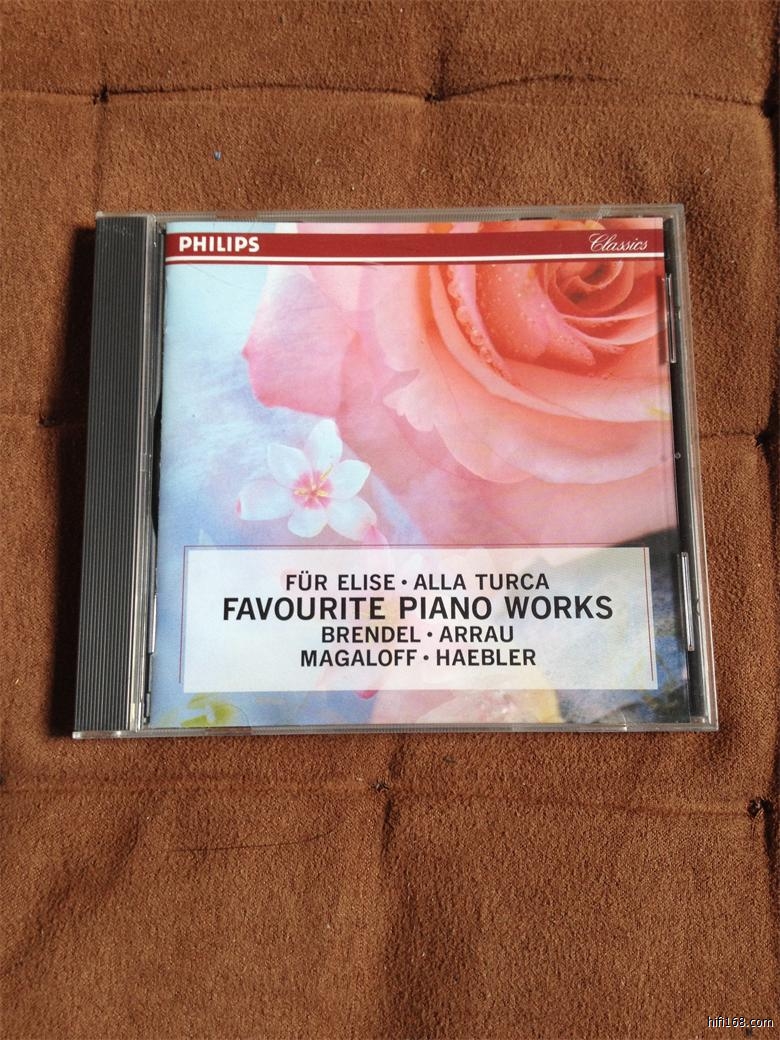 PHILIPS
Classics
FÜR ELISE • ALLA TURCA
FAVOURITE PIANO WORKS
BRENDEL • ARRAU
MAGALOFF • HAEBLER
hifi168.com